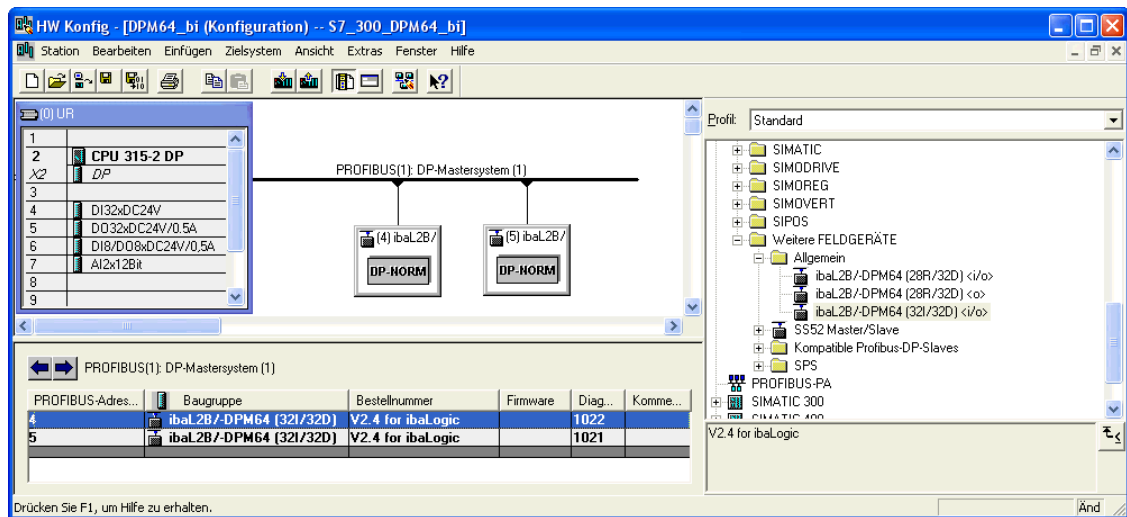 HW Konfig - [DPM64_bi (Konfiguration) -- S7_300_DPM64_bi]
Station Bearbeiten Einfügen Zielsystem Ansicht Extras Fenster Hilfe
(0) UR
1
2 CPU 315-2 DP
X2 DP
3
4 DI32xDC24V
5 DO32xDC24V/0.5A
6 DI8/DO8xDC24V/0,5A
7 AI2x12Bit
8
9
PROFIBUS(1): DP-Mastersystem (1)
(4) ibaL2B/
DP-NORM
(5) ibaL2B/
DP-NORM
Profil: Standard
SIMATIC
SIMODRIVE
SIMOREG
SIMOVERT
SIPOS
Weitere FELDGERÄTE
Allgemein
ibaL2B/-DPM64 (28R/32D) <i/o>
ibaL2B/-DPM64 (28R/32D) <o>
ibaL2B/-DPM64 (32I/32D) <i/o>
SS52 Master/Slave
Kompatible Profibus-DP-Slaves
SPS
PROFIBUS-PA
SIMATIC 300
SIMATIC 400
V2.4 for ibaLogic
PROFIBUS(1): DP-Mastersystem (1)
PROFIBUS-Adres... Baugruppe Bestellnummer Firmware Diag... Komme...
4 ibaL2B/-DPM64 (32I/32D) V2.4 for ibaLogic 1022
5 ibaL2B/-DPM64 (32I/32D) V2.4 for ibaLogic 1021
Drücken Sie F1, um Hilfe zu erhalten.
Änd